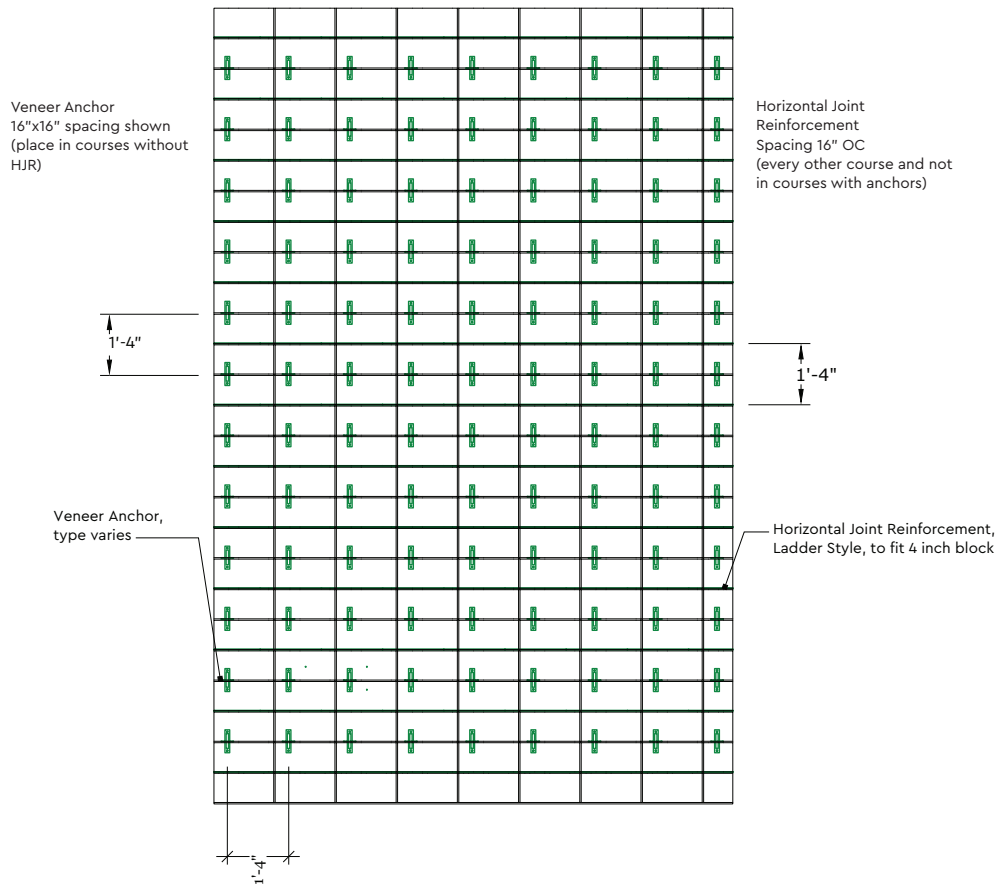 Veneer Anchor
16"x16" spacing shown
(place in courses without
HJR)
Horizontal Joint
Reinforcement
Spacing 16" OC
(every other course and not
in courses with anchors)
1'-4"
1'-4"
Veneer Anchor,
type varies
Horizontal Joint Reinforcement,
Ladder Style, to fit 4 inch block
1'-4"